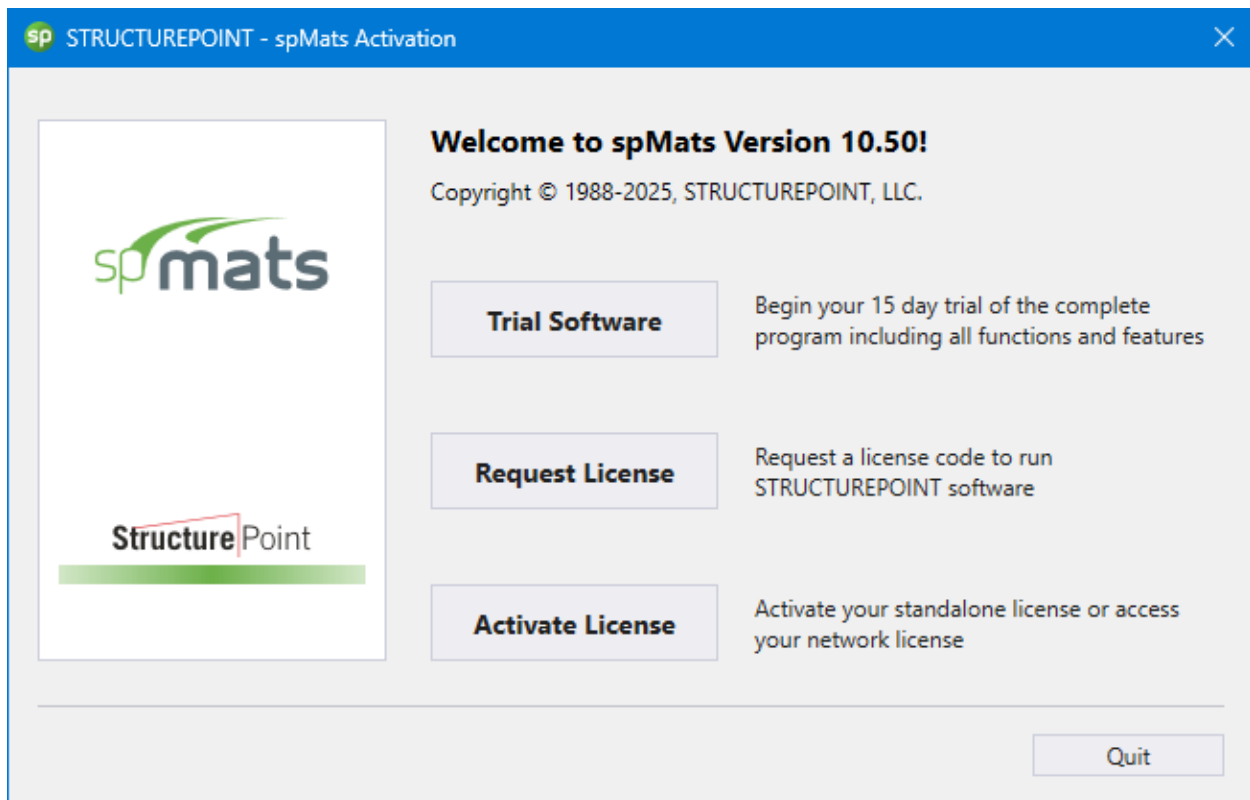 sp STRUCTUREPOINT - spMats Activation
spmats
StructurePoint
Welcome to spMats Version 10.50!
Copyright © 1988-2025, STRUCTUREPOINT, LLC.
Trial Software
Begin your 15 day trial of the complete
program including all functions and features
Request License
Request a license code to run
STRUCTUREPOINT software
Activate License
Activate your standalone license or access
your network license
Quit